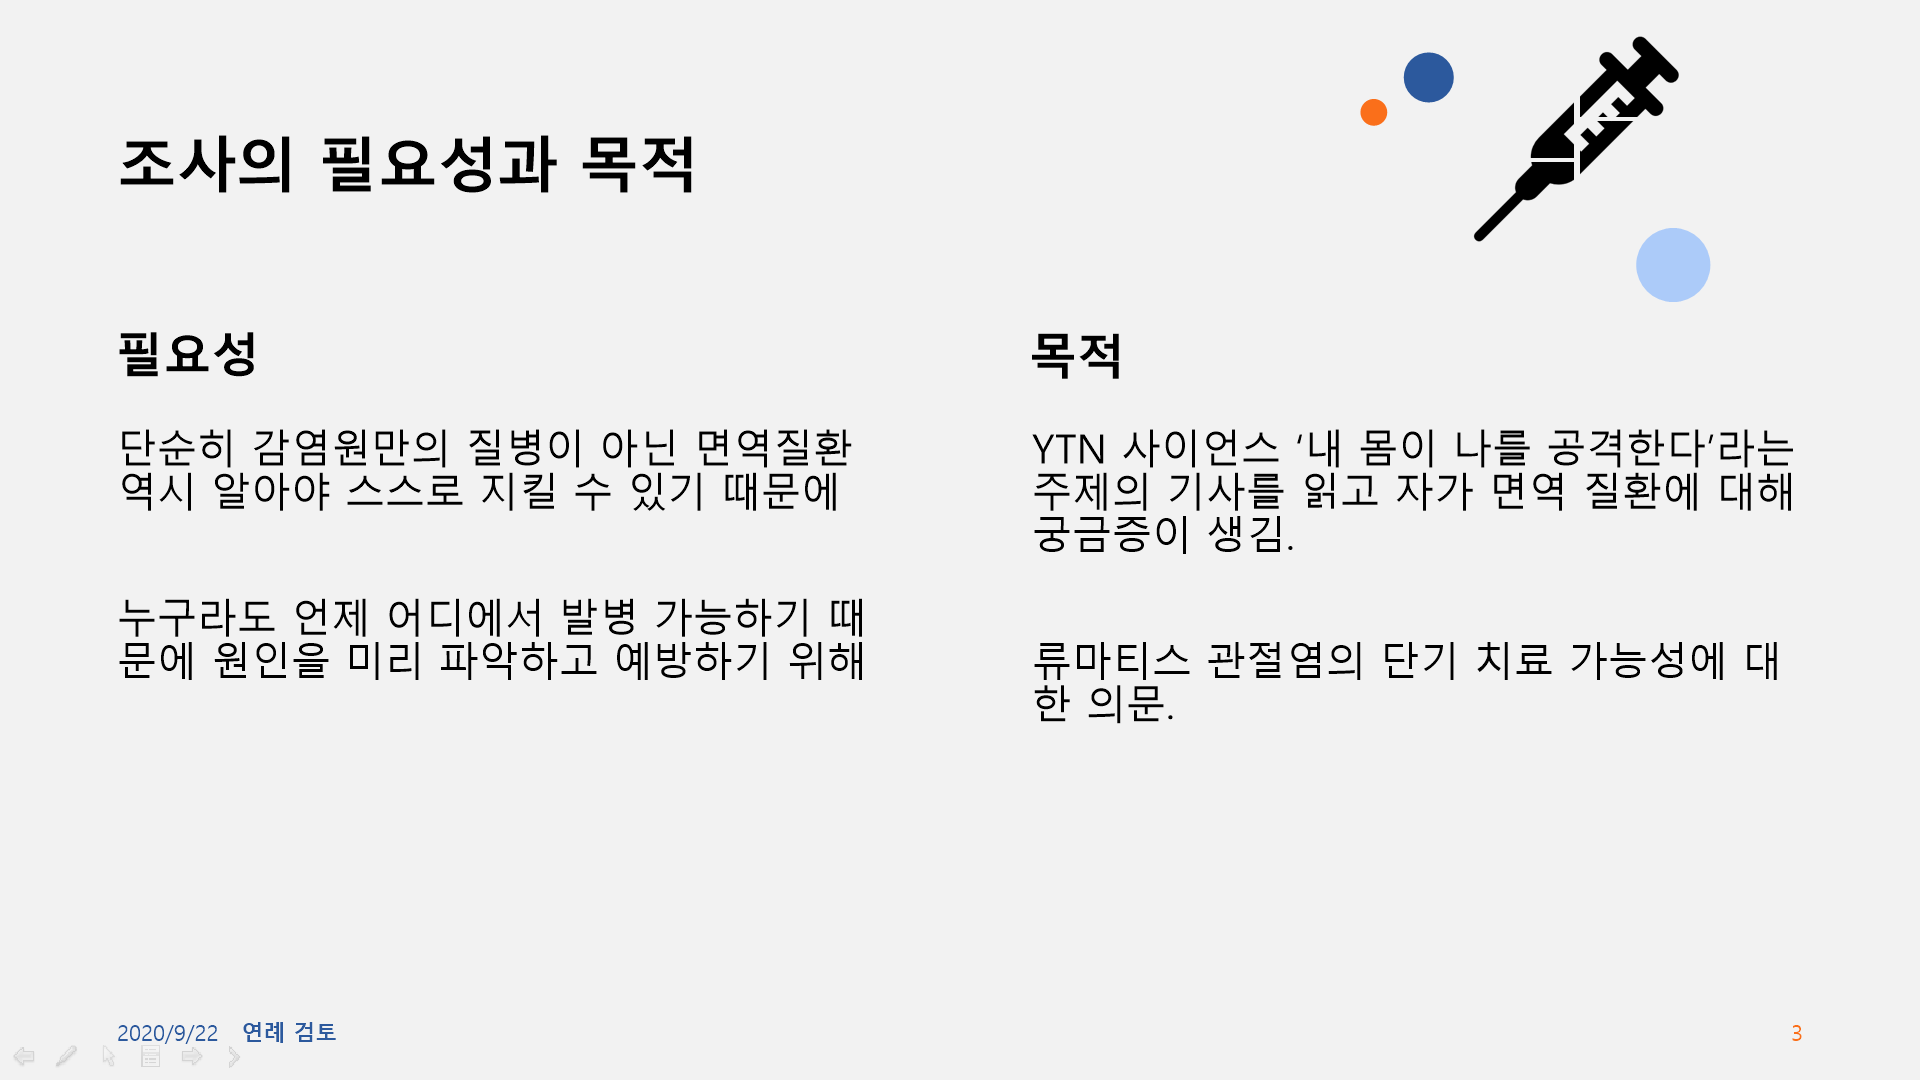 조사의 필요성과 목적
필요성
단순히 감염원만의 질병이 아닌 면역질환
역시 알아야 스스로 지킬 수 있기 때문에
누구라도 언제 어디에서 발병 가능하기 때
문에 원인을 미리 파악하고 예방하기 위해
목적
YTN 사이언스 ‘내 몸이 나를 공격한다’라는
주제의 기사를 읽고 자가 면역 질환에 대해
궁금증이 생김.
류마티스 관절염의 단기 치료 가능성에 대
한 의문.
2020/9/22 연례 검토
3